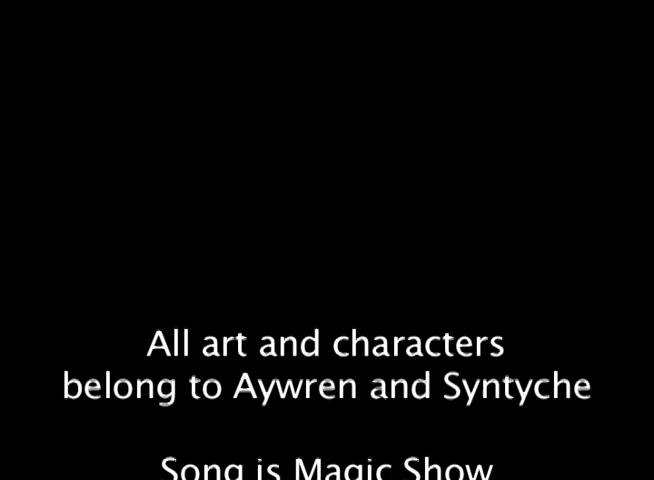 All art and characters
belong to Aywren and Syntyche
Song is Magic Show